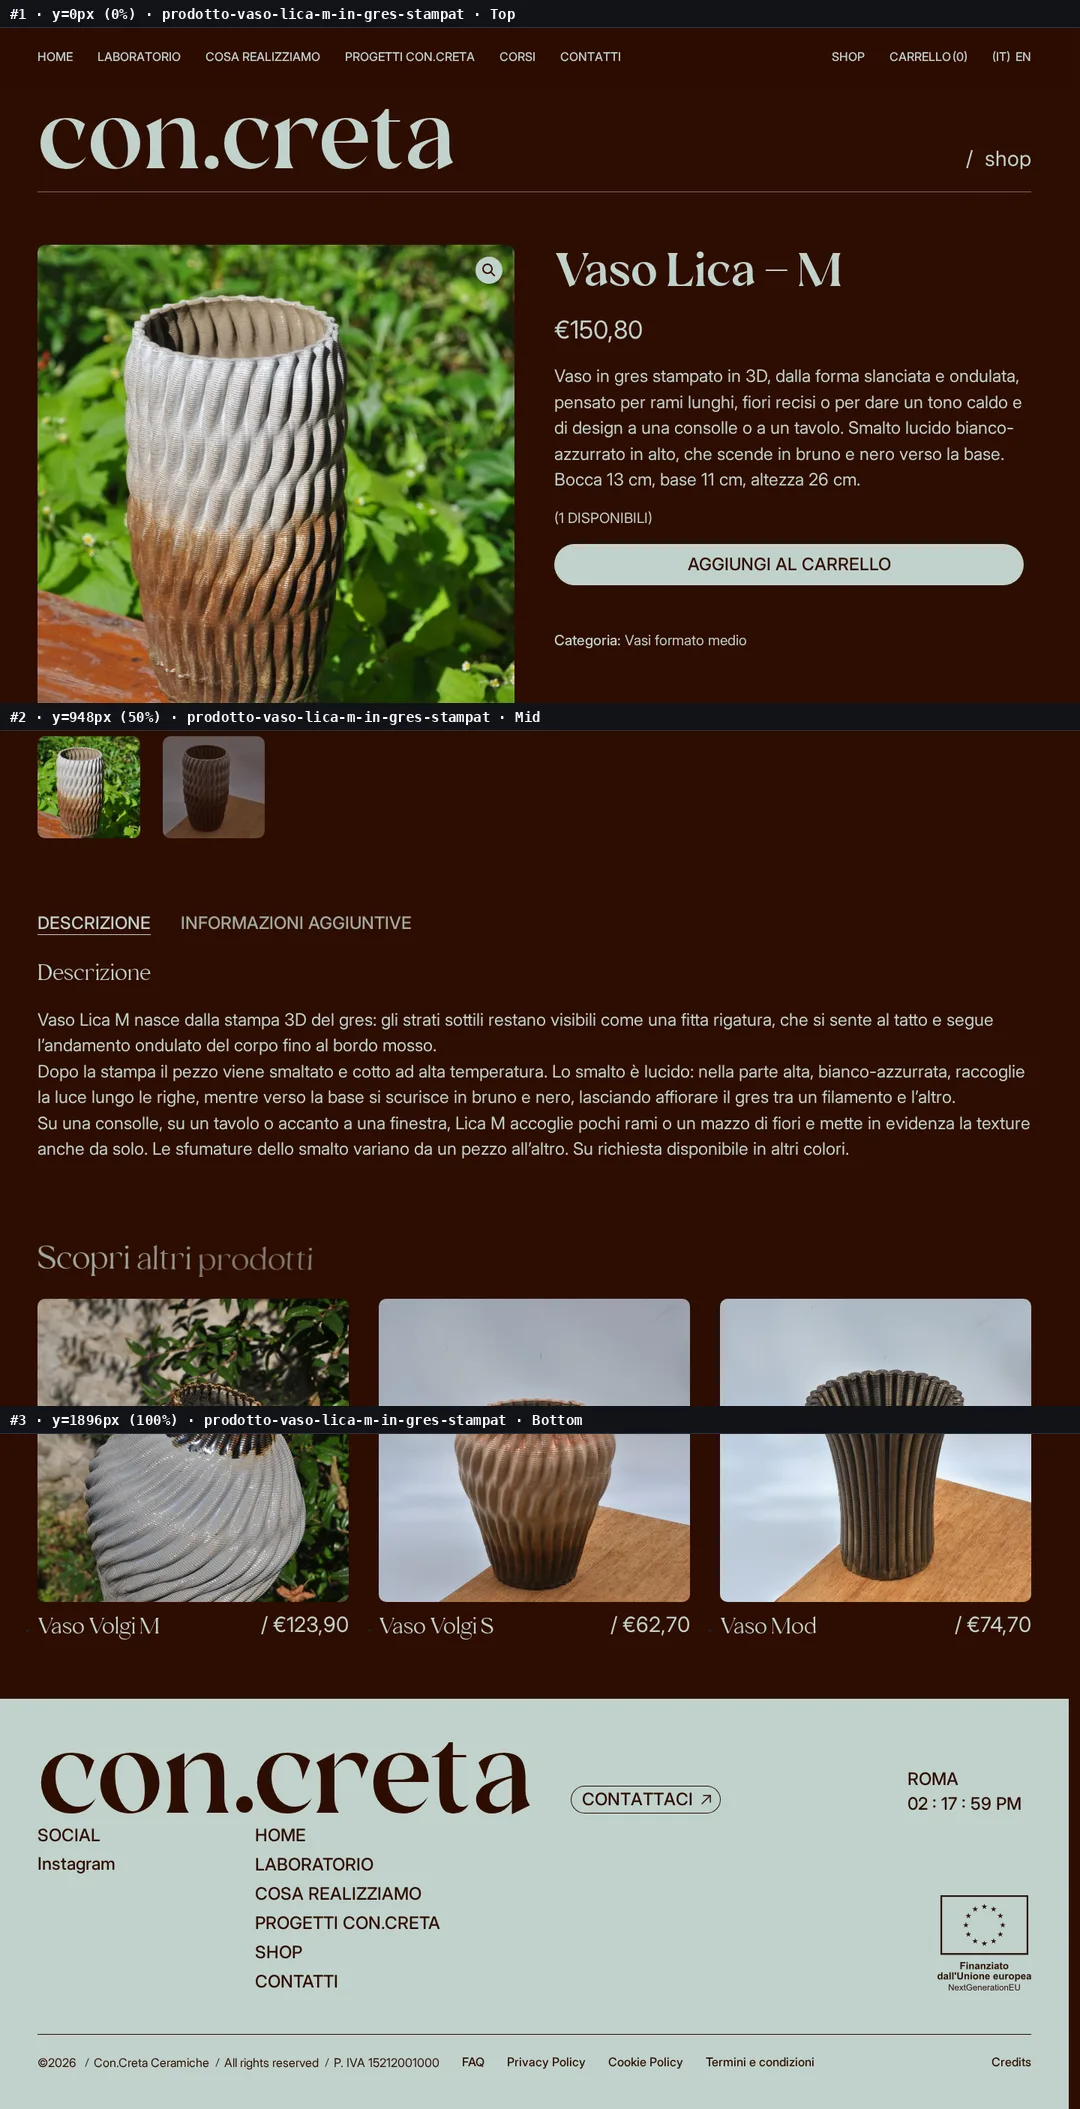 #1 · y=0px (0%) · prodotto-vaso-lica-m-in-gres-stampat · Top
HOME LABORATORIO COSA REALIZZIAMO PROGETTI CON.CRETA CORSI CONTATTI SHOP CARRELLO(0) (IT) EN
con.creta
/ shop
Vaso Lica – M
€150,80
Vaso in gres stampato in 3D, dalla forma slanciata e ondulata,
pensato per rami lunghi, fiori recisi o per dare un tono caldo e
di design a una consolle o a un tavolo. Smalto lucido bianco-
azzurrato in alto, che scende in bruno e nero verso la base.
Bocca 13 cm, base 11 cm, altezza 26 cm.
(1 DISPONIBILI)
AGGIUNGI AL CARRELLO
Categoria: Vasi formato medio
#2 · y=948px (50%) · prodotto-vaso-lica-m-in-gres-stampat · Mid
DESCRIZIONE INFORMAZIONI AGGIUNTIVE
Descrizione
Vaso Lica M nasce dalla stampa 3D del gres: gli strati sottili restano visibili come una fitta rigatura, che si sente al tatto e segue
l’andamento ondulato del corpo fino al bordo mosso.
Dopo la stampa il pezzo viene smaltato e cotto ad alta temperatura. Lo smalto è lucido: nella parte alta, bianco-azzurrata, raccoglie
la luce lungo le righe, mentre verso la base si scurisce in bruno e nero, lasciando affiorare il gres tra un filamento e l’altro.
Su una consolle, su un tavolo o accanto a una finestra, Lica M accoglie pochi rami o un mazzo di fiori e mette in evidenza la texture
anche da solo. Le sfumature dello smalto variano da un pezzo all’altro. Su richiesta disponibile in altri colori.
Scopri altri prodotti
#3 · y=1896px (100%) · prodotto-vaso-lica-m-in-gres-stampat · Bottom
Vaso Volgi M / €123,90
Vaso Volgi S / €62,70
Vaso Mod / €74,70
con.creta
CONTATTACI
ROMA
02 : 17 : 59 PM
SOCIAL
Instagram
HOME
LABORATORIO
COSA REALIZZIAMO
PROGETTI CON.CRETA
SHOP
CONTATTI
Finanziato
dall'Unione europea
NextGenerationEU
©2026 / Con.Creta Ceramiche / All rights reserved / P. IVA 15212001000 FAQ Privacy Policy Cookie Policy Termini e condizioni Credits